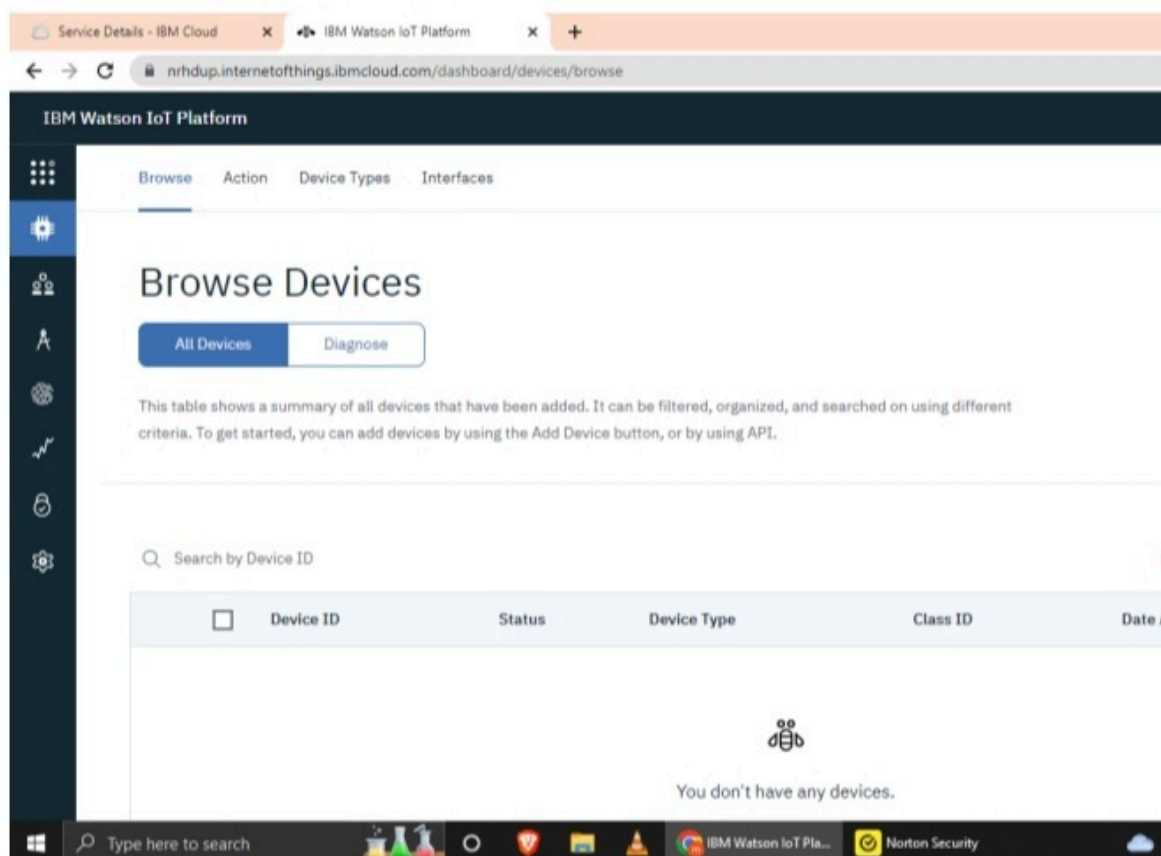 Service Details - IBM Cloud
IBM Watson IoT Platform
nrhdup.internetofthings.ibmcloud.com/dashboard/devices/browse
IBM Watson IoT Platform
Browse Action Device Types Interfaces
Browse Devices
All Devices Diagnose
This table shows a summary of all devices that have been added. It can be filtered, organized, and searched on using different
criteria. To get started, you can add devices by using the Add Device button, or by using API.
Search by Device ID
Device ID Status Device Type Class ID Date
You don't have any devices.
Type here to search IBM Watson IoT Pla... Norton Security